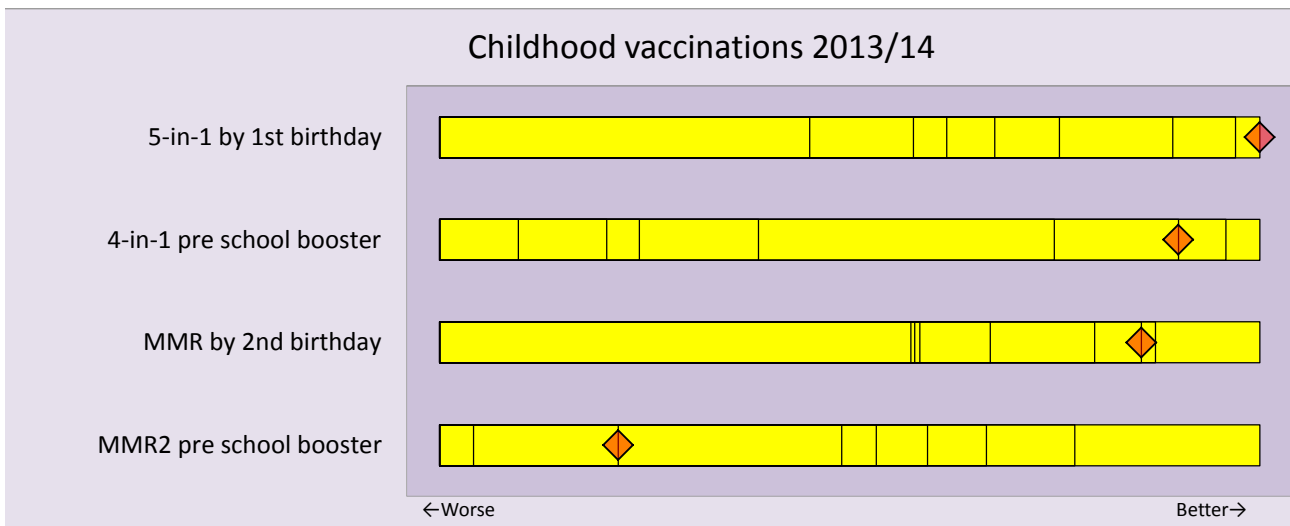 Childhood vaccinations 2013/14
5-in-1 by 1st birthday
4-in-1 pre school booster
MMR by 2nd birthday
MMR2 pre school booster
←Worse
Better→